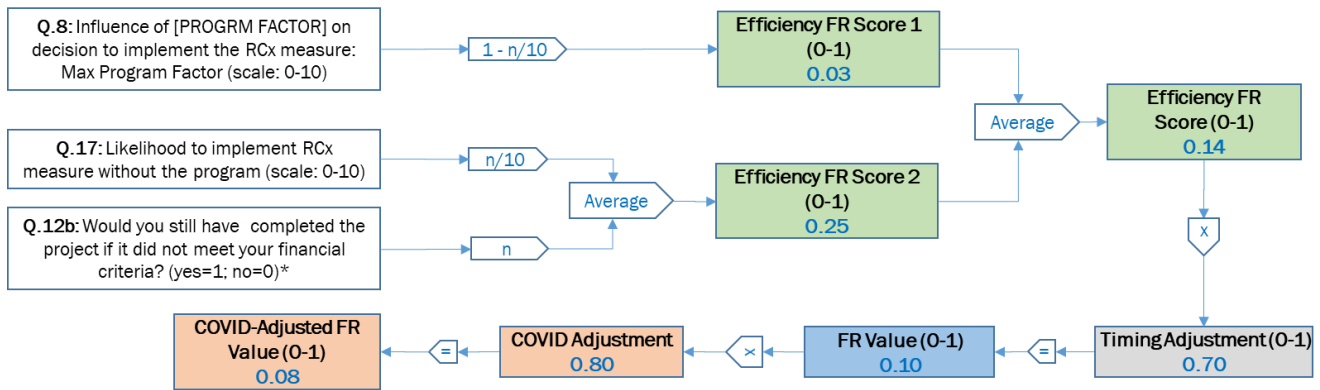 Q.8: Influence of [PROGRM FACTOR] on
decision to implement the RCx measure:
Max Program Factor (scale: 0-10)
1 - n/10
Efficiency FR Score 1
(0-1)
0.03
Average
Efficiency FR
Score (0-1)
0.14
Q.17: Likelihood to implement RCx
measure without the program (scale: 0-10)
n/10
Average
Efficiency FR Score 2
(0-1)
0.25
Q.12b: Would you still have completed the
project if it did not meet your financial
criteria? (yes=1; no=0)*
n
x
COVID-Adjusted FR
Value (0-1)
0.08
=
COVID Adjustment
0.80
x
FR Value (0-1)
0.10
=
Timing Adjustment (0-1)
0.70